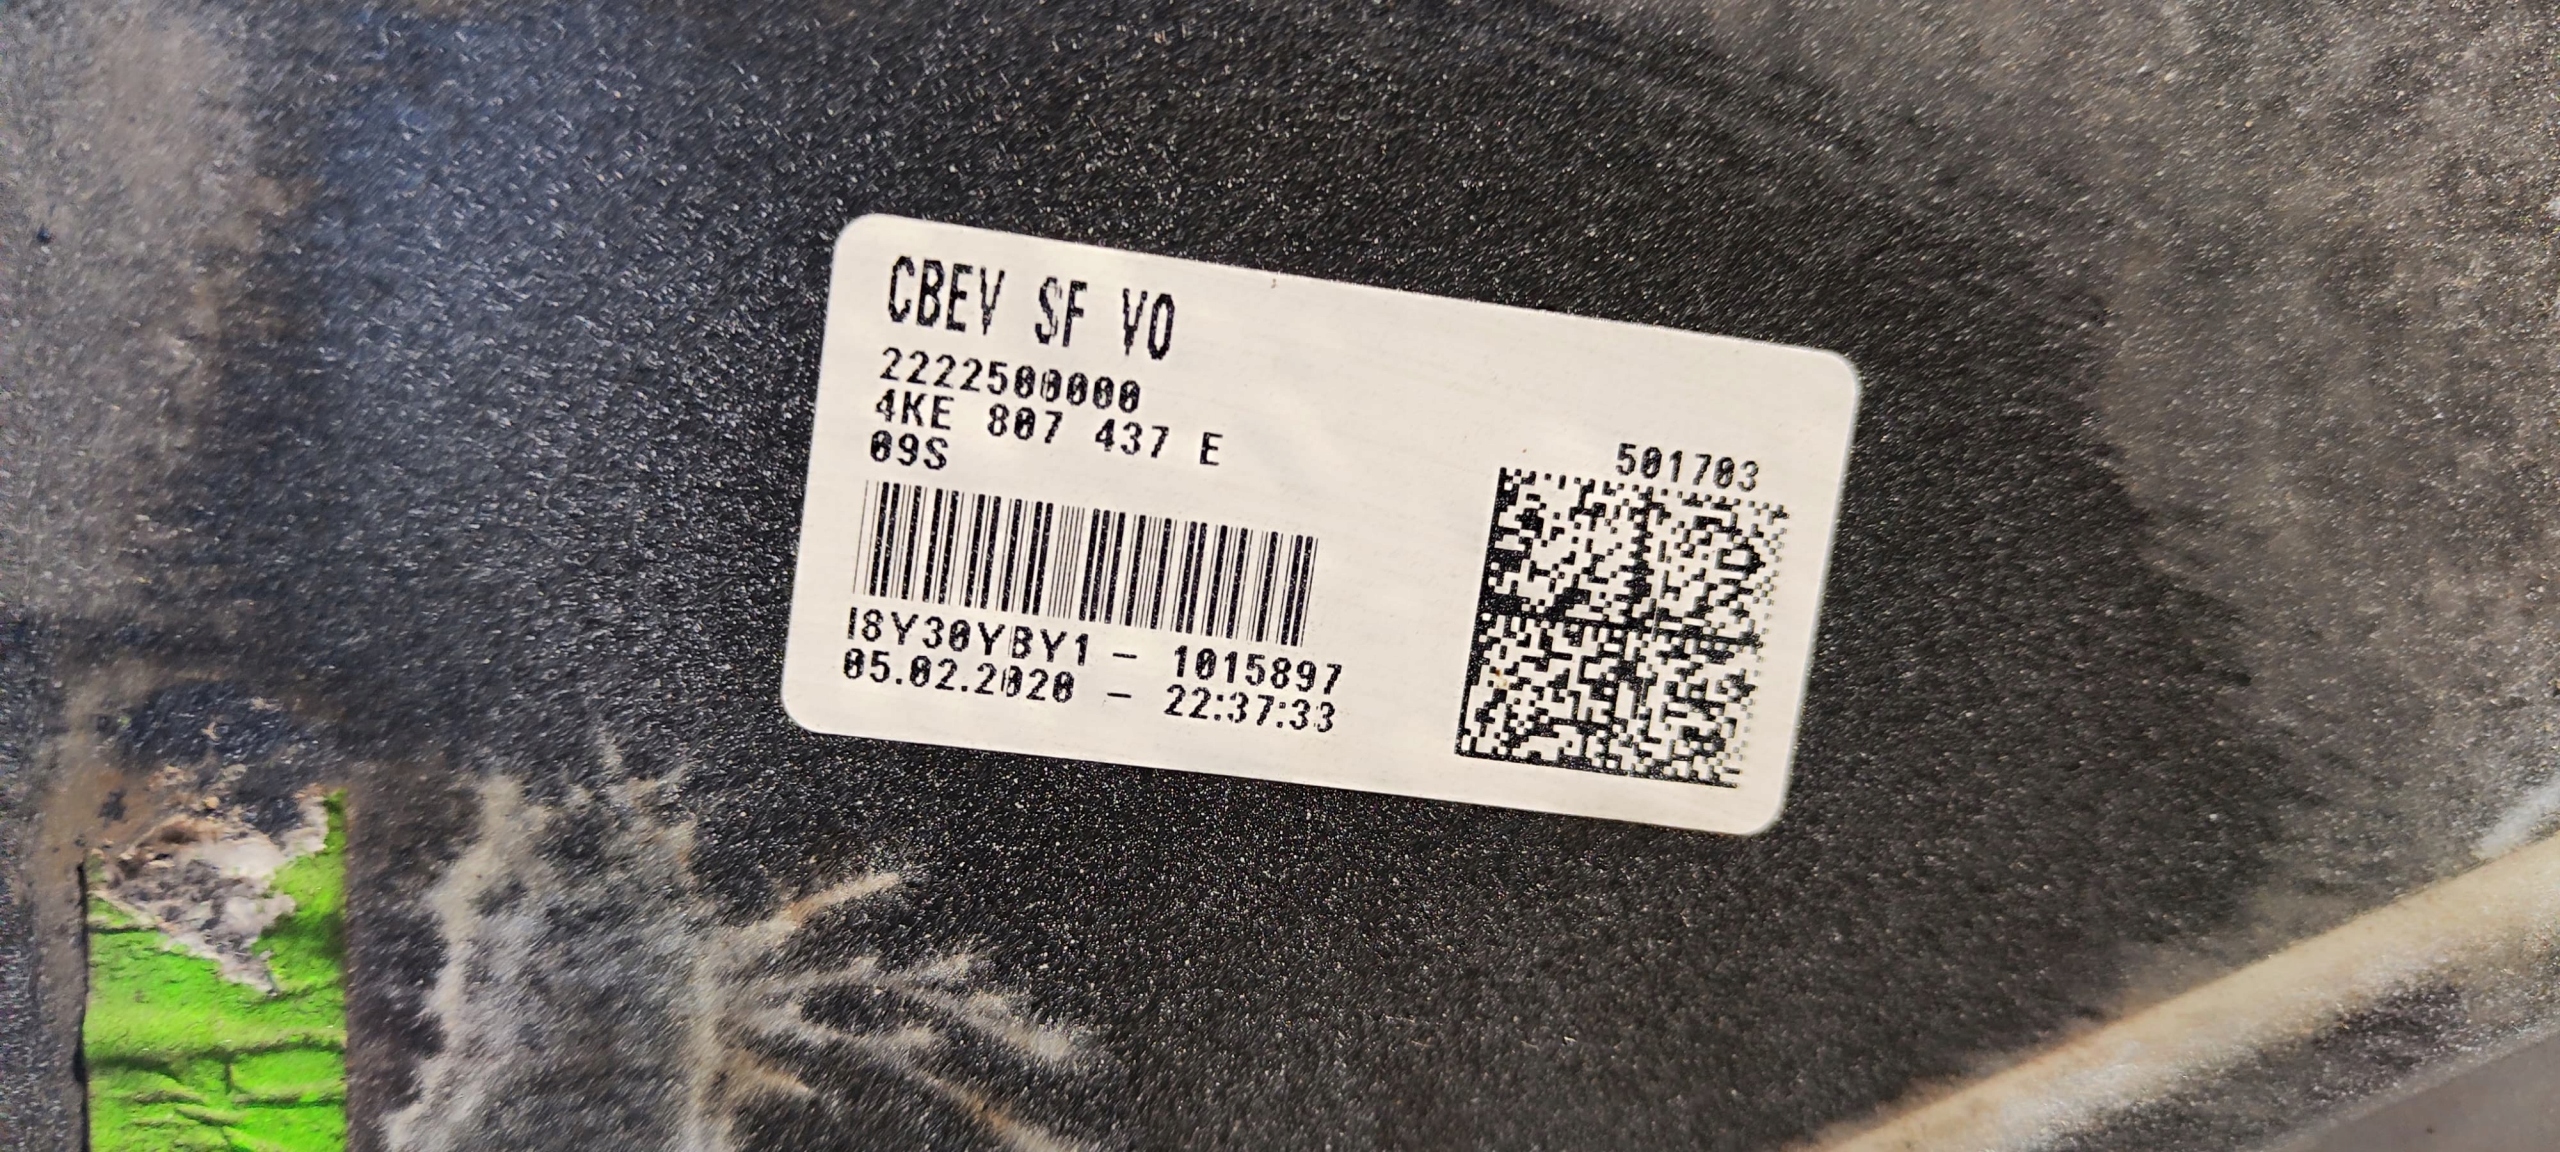 CBEV SF VO
2222500000
4KE 807 437 E
09S
501703
I8Y30YBY1 - 1015897
05.02.2020 - 22:37:33